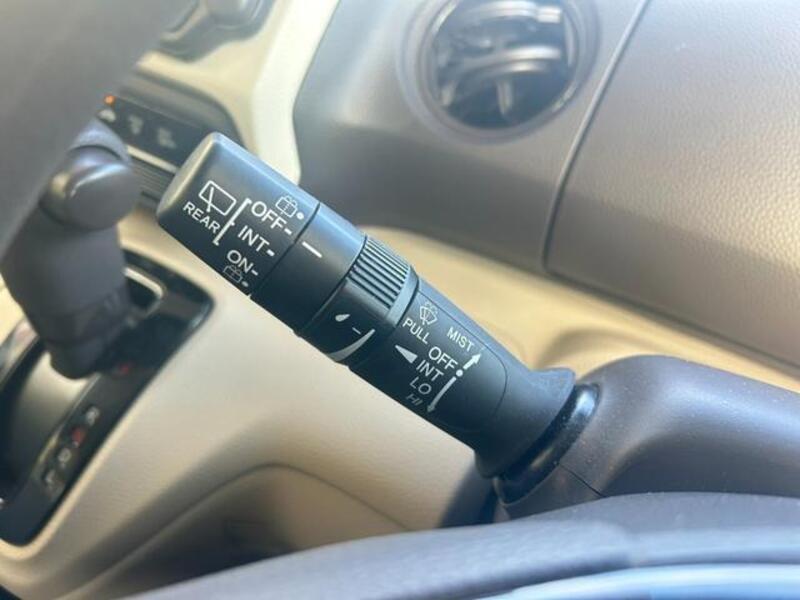 REAR
OFF-
INT-
ON-
PULL
MIST
OFF
INT
LO
HI